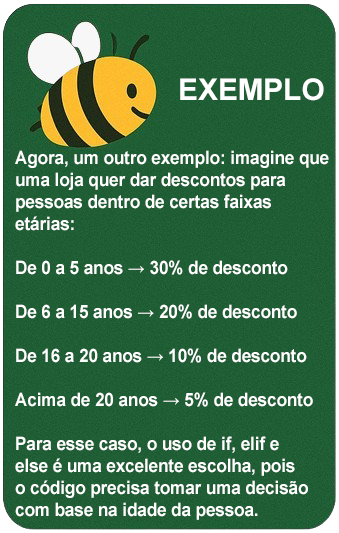 EXEMPLO
Agora, um outro exemplo: imagine que
uma loja quer dar descontos para
pessoas dentro de certas faixas
etárias:
De 0 a 5 anos → 30% de desconto
De 6 a 15 anos → 20% de desconto
De 16 a 20 anos → 10% de desconto
Acima de 20 anos → 5% de desconto
Para esse caso, o uso de if, elif e
else é uma excelente escolha, pois
o código precisa tomar uma decisão
com base na idade da pessoa.